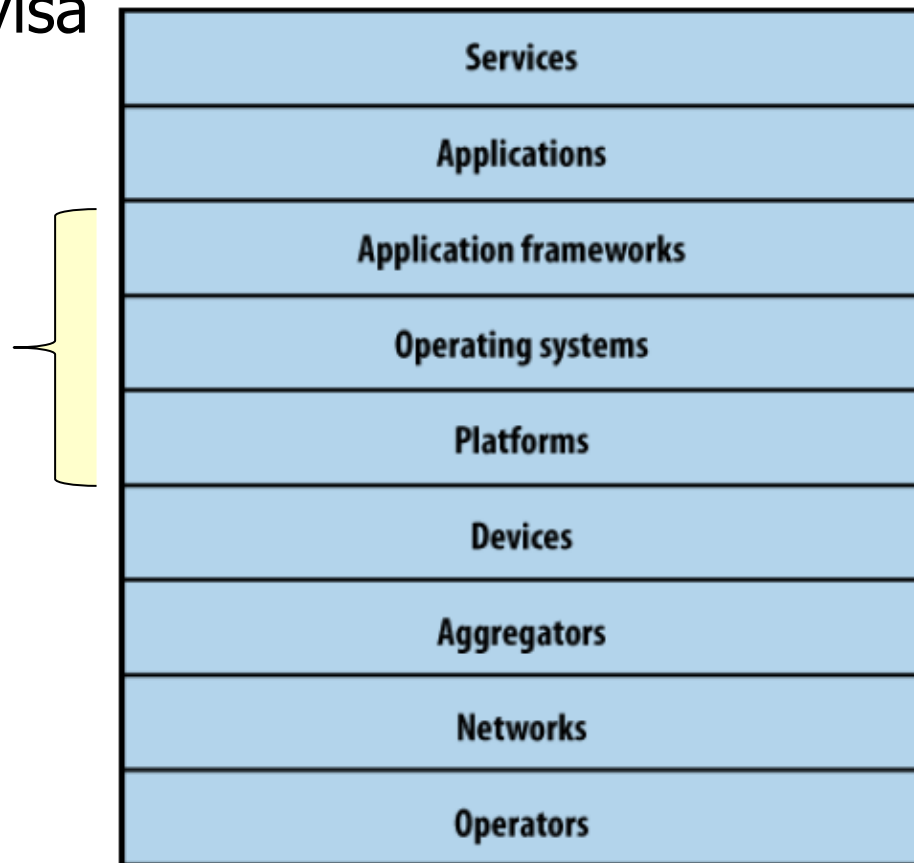 Services
Applications
Application frameworks
Operating systems
Platforms
Devices
Aggregators
Networks
Operators